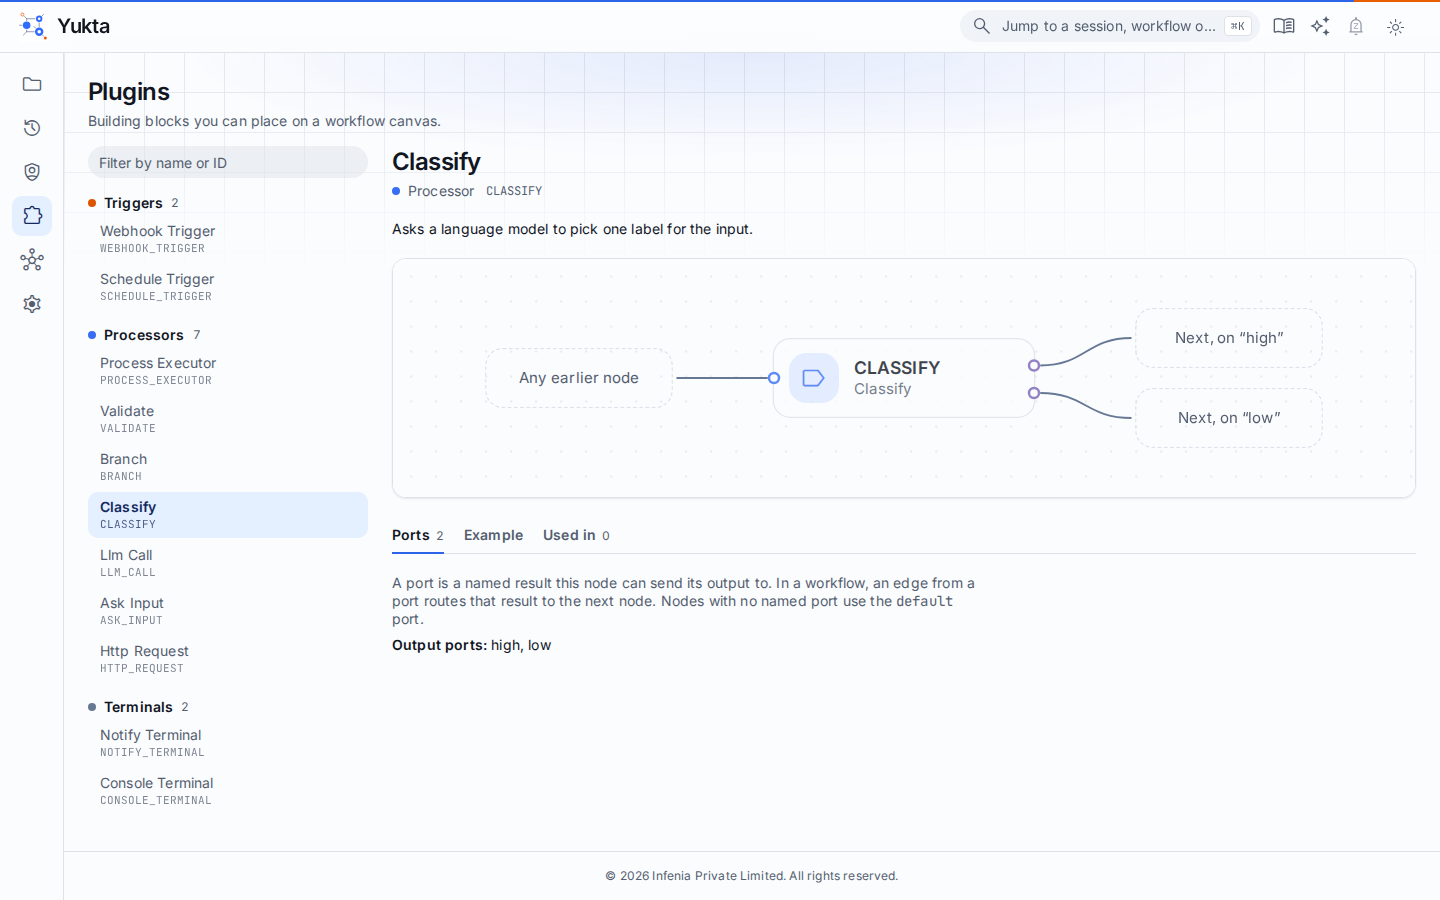 Yukta
Jump to a session, workflow o...
⌘K
Plugins
Building blocks you can place on a workflow canvas.
Filter by name or ID
Triggers 2
Webhook Trigger
WEBHOOK_TRIGGER
Schedule Trigger
SCHEDULE_TRIGGER
Processors 7
Process Executor
PROCESS_EXECUTOR
Validate
VALIDATE
Branch
BRANCH
Classify
CLASSIFY
Llm Call
LLM_CALL
Ask Input
ASK_INPUT
Http Request
HTTP_REQUEST
Terminals 2
Notify Terminal
NOTIFY_TERMINAL
Console Terminal
CONSOLE_TERMINAL
Classify
Processor CLASSIFY
Asks a language model to pick one label for the input.
Any earlier node
CLASSIFY
Classify
Next, on “high”
Next, on “low”
Ports 2 Example Used in 0
A port is a named result this node can send its output to. In a workflow, an edge from a
port routes that result to the next node. Nodes with no named port use the default
port.
Output ports: high, low
© 2026 Infenia Private Limited. All rights reserved.